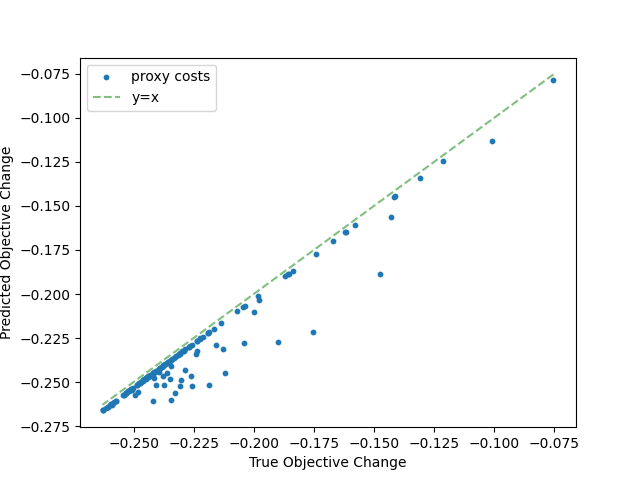 proxy costs
y=x
Predicted Objective Change
−0.075
−0.100
−0.125
−0.150
−0.175
−0.200
−0.225
−0.250
−0.275
−0.250 −0.225 −0.200 −0.175 −0.150 −0.125 −0.100 −0.075
True Objective Change